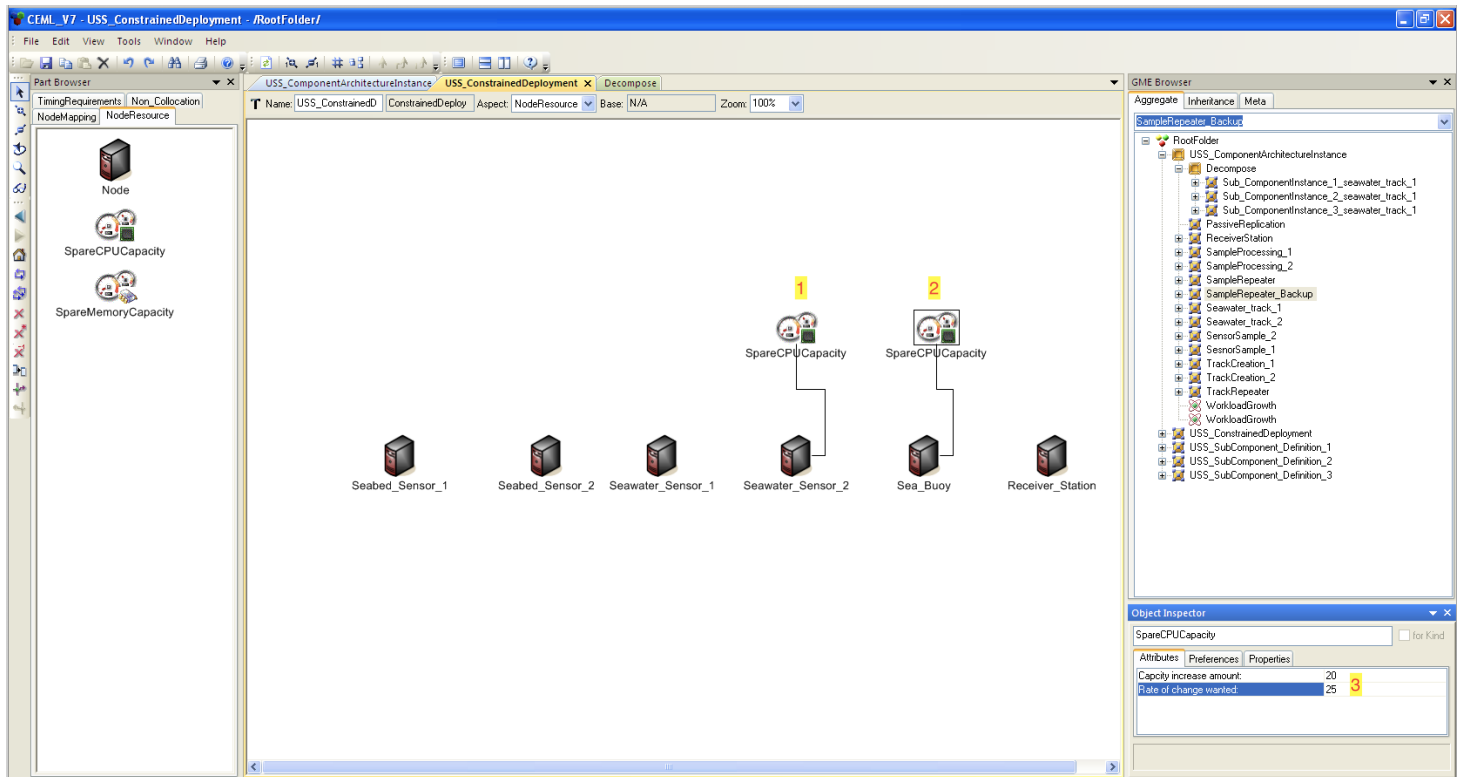 CEML_V7 - USS_ConstrainedDeployment - /RootFolder/
File Edit View Tools Window Help
Part Browser
TimingRequirements Non_Collocation
NodeMapping NodeResource
Node
SpareCPUCapacity
SpareMemoryCapacity
USS_ComponentArchitectureInstance USS_ConstrainedDeployment Decompose
Name: USS_ConstrainedD ConstrainedDeploy Aspect: NodeResource Base: N/A Zoom: 100%
1 2
SpareCPUCapacity SpareCPUCapacity
Seabed_Sensor_1 Seabed_Sensor_2 Seawater_Sensor_1 Seawater_Sensor_2 Sea_Buoy Receiver_Station
GME Browser
Aggregate Inheritance Meta
SampleRepeater_Backup
RootFolder
USS_ComponentArchitectureInstance
Decompose
Sub_ComponentInstance_1_seawater_track_1
Sub_ComponentInstance_2_seawater_track_1
Sub_ComponentInstance_3_seawater_track_1
PassiveReplication
ReceiverStation
SampleProcessing_1
SampleProcessing_2
SampleRepeater
SampleRepeater_Backup
Seawater_track_1
Seawater_track_2
SensorSample_2
SesnorSample_1
TrackCreation_1
TrackCreation_2
TrackRepeater
WorkloadGrowth
WorkloadGrowth
USS_ConstrainedDeployment
USS_SubComponent_Definition_1
USS_SubComponent_Definition_2
USS_SubComponent_Definition_3
Object Inspector
SpareCPUCapacity for Kind
Attributes Preferences Properties
Capcity increase amount: 20
Rate of change wanted: 25 3